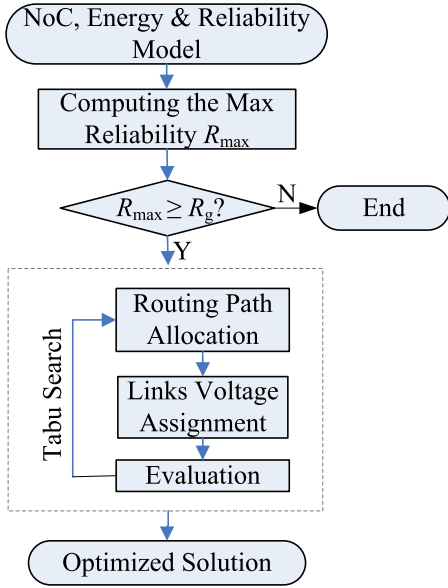 NoC, Energy & Reliability
Model
Computing the Max
Reliability Rmax
Rmax ≥ Rg?
N
End
Y
Tabu Search
Routing Path
Allocation
Links Voltage
Assignment
Evaluation
Optimized Solution